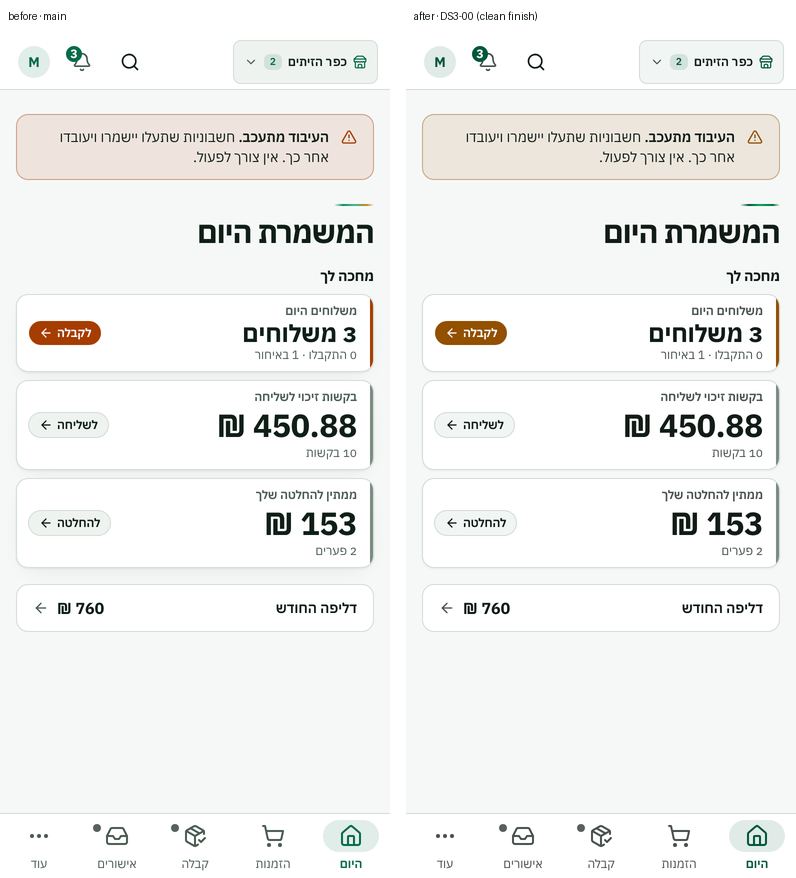 before · main
כפר הזיתים 2
3
M
העיבוד מתעכב. חשבוניות שתעלו יישמרו ויעובדו
אחר כך. אין צורך לפעול.
המשמרת היום
מחכה לך
משלוחים היום
3 משלוחים
0 התקבלו · 1 באיחור
לקבלה ←
בקשות זיכוי לשליחה
450.88 ₪
10 בקשות
לשליחה ←
ממתין להחלטה שלך
153 ₪
2 פערים
להחלטה ←
דליפה החודש
760 ₪ ←
היום
הזמנות
קבלה
אישורים
עוד
after · DS3-00 (clean finish)
כפר הזיתים 2
3
M
העיבוד מתעכב. חשבוניות שתעלו יישמרו ויעובדו
אחר כך. אין צורך לפעול.
המשמרת היום
מחכה לך
משלוחים היום
3 משלוחים
0 התקבלו · 1 באיחור
לקבלה ←
בקשות זיכוי לשליחה
450.88 ₪
10 בקשות
לשליחה ←
ממתין להחלטה שלך
153 ₪
2 פערים
להחלטה ←
דליפה החודש
760 ₪ ←
היום
הזמנות
קבלה
אישורים
עוד